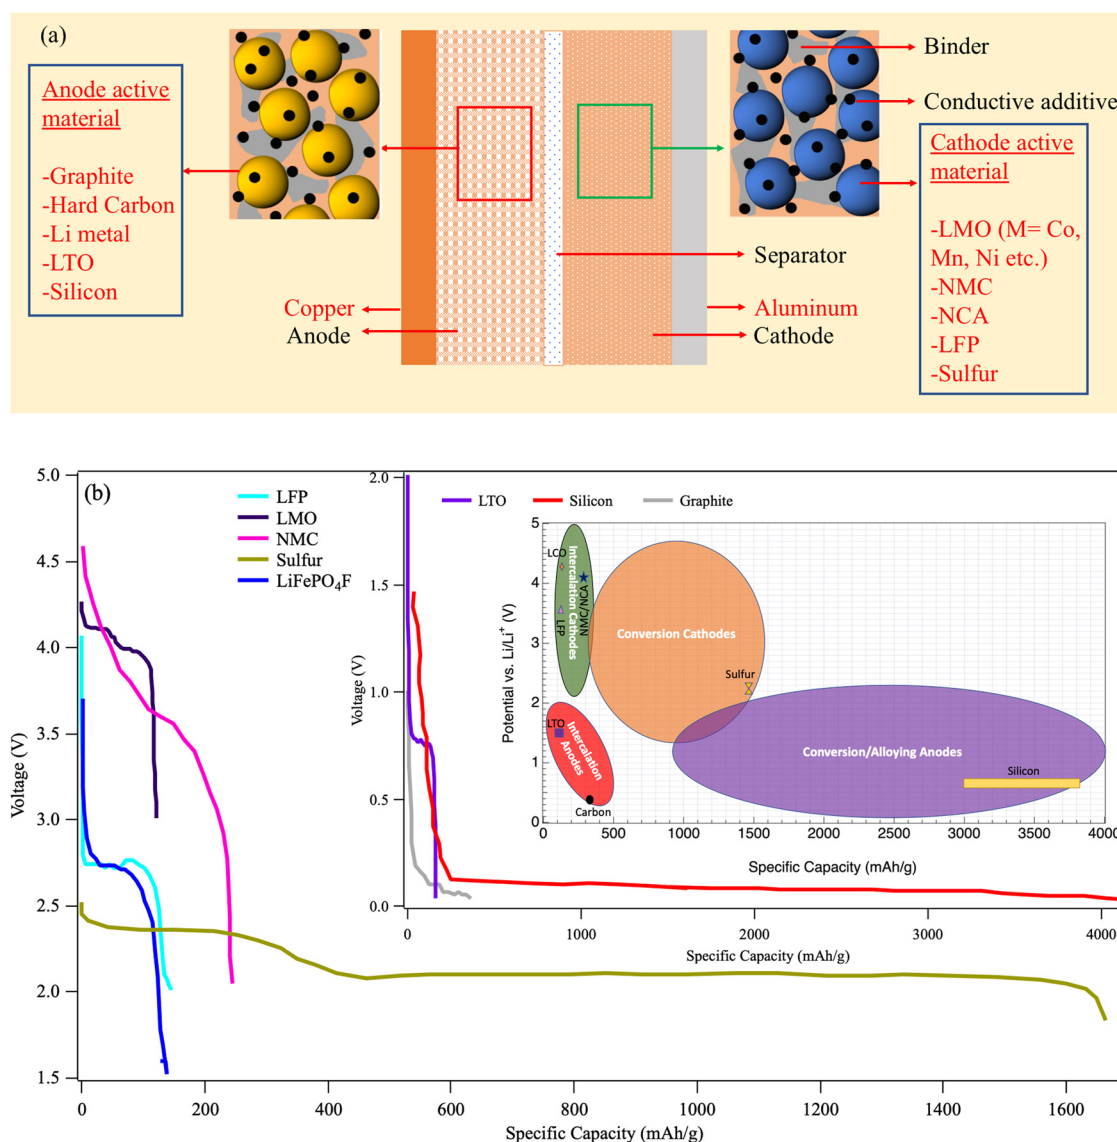 (a)
Anode active
material
-Graphite
-Hard Carbon
-Li metal
-LTO
-Silicon
Copper
Anode
Separator
Aluminum
Cathode
Binder
Conductive additive
Cathode active
material
-LMO (M= Co,
Mn, Ni etc.)
-NMC
-NCA
-LFP
-Sulfur
(b)
Voltage (V)
5.0
4.5
4.0
3.5
3.0
2.5
2.0
1.5
0
200
400
600
800
1000
1200
1400
1600
Specific Capacity (mAh/g)
LFP
LMO
NMC
Sulfur
LiFePO₄F
LTO
Silicon
Graphite
Voltage (V)
2.0
1.5
1.0
0.5
0.0
0
1000
2000
3000
4000
Specific Capacity (mAh/g)
Potential vs. Li/Li⁺ (V)
5
4
3
2
1
0
0
500
1000
1500
2000
2500
3000
3500
4000
Specific Capacity (mAh/g)
LCO
LFP
Intercalation Cathodes
NMC/NCA
Conversion Cathodes
Sulfur
LTO
Intercalation
Anodes
Carbon
Conversion/Alloying Anodes
Silicon